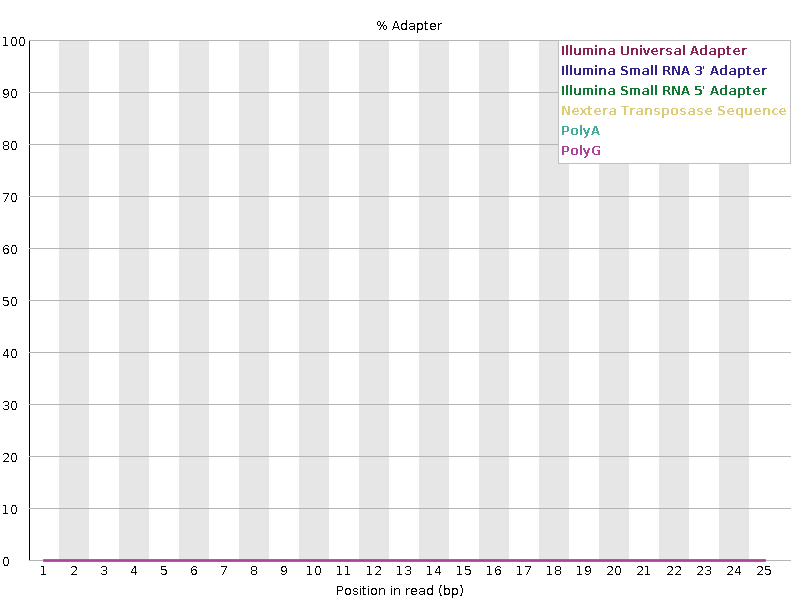 % Adapter
100
90
80
70
60
50
40
30
20
10
0
Illumina Universal Adapter
Illumina Small RNA 3' Adapter
Illumina Small RNA 5' Adapter
Nextera Transposase Sequence
PolyA
PolyG
1 2 3 4 5 6 7 8 9 10 11 12 13 14 15 16 17 18 19 20 21 22 23 24 25
Position in read (bp)